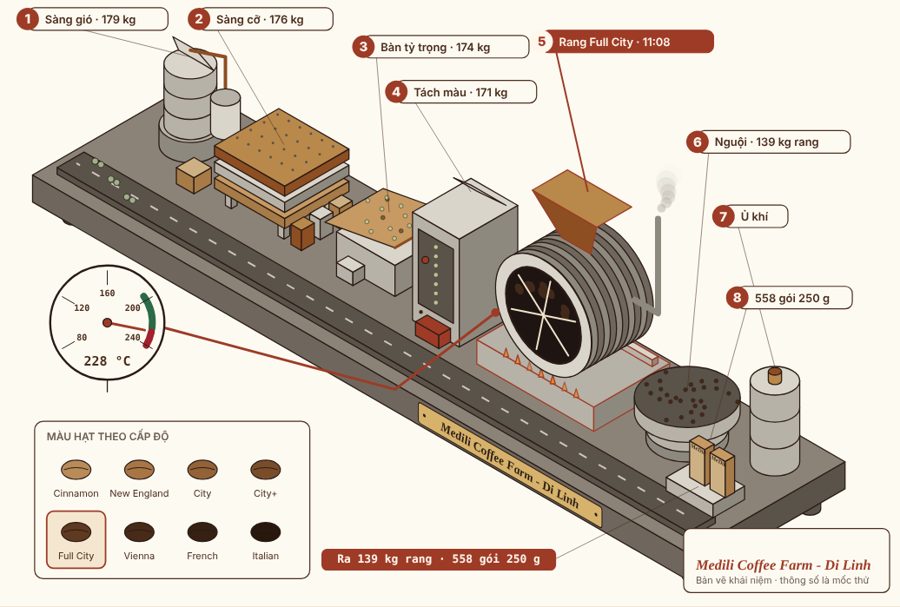 1 Sàng gió · 179 kg
2 Sàng cỡ · 176 kg
3 Bàn tỷ trọng · 174 kg
5 Rang Full City · 11:08
4 Tách màu · 171 kg
6 Nguội · 139 kg rang
7 Ủ khí
8 558 gói 250 g
160
120
200
80
240
228 °C
Medili Coffee Farm - Di Linh
MÀU HẠT THEO CẤP ĐỘ
Cinnamon
New England
City
City+
Full City
Vienna
French
Italian
Ra 139 kg rang · 558 gói 250 g
Medili Coffee Farm - Di Linh
Bản vẽ khái niệm · thông số là mốc thử